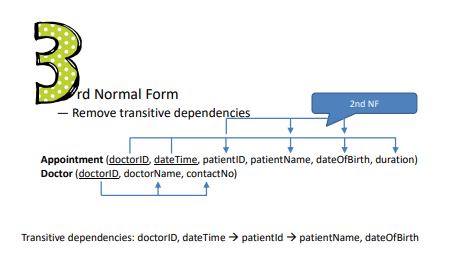 3rd Normal Form
— Remove transitive dependencies
2nd NF
Appointment (doctorID, dateTime, patientID, patientName, dateOfBirth, duration)
Doctor (doctorID, doctorName, contactNo)
Transitive dependencies: doctorID, dateTime → patientId → patientName, dateOfBirth